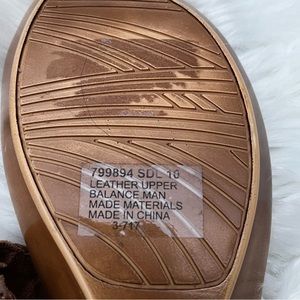 799894 SDL 10
LEATHER UPPER
BALANCE MAN
MADE MATERIALS
MADE IN CHINA
3-717